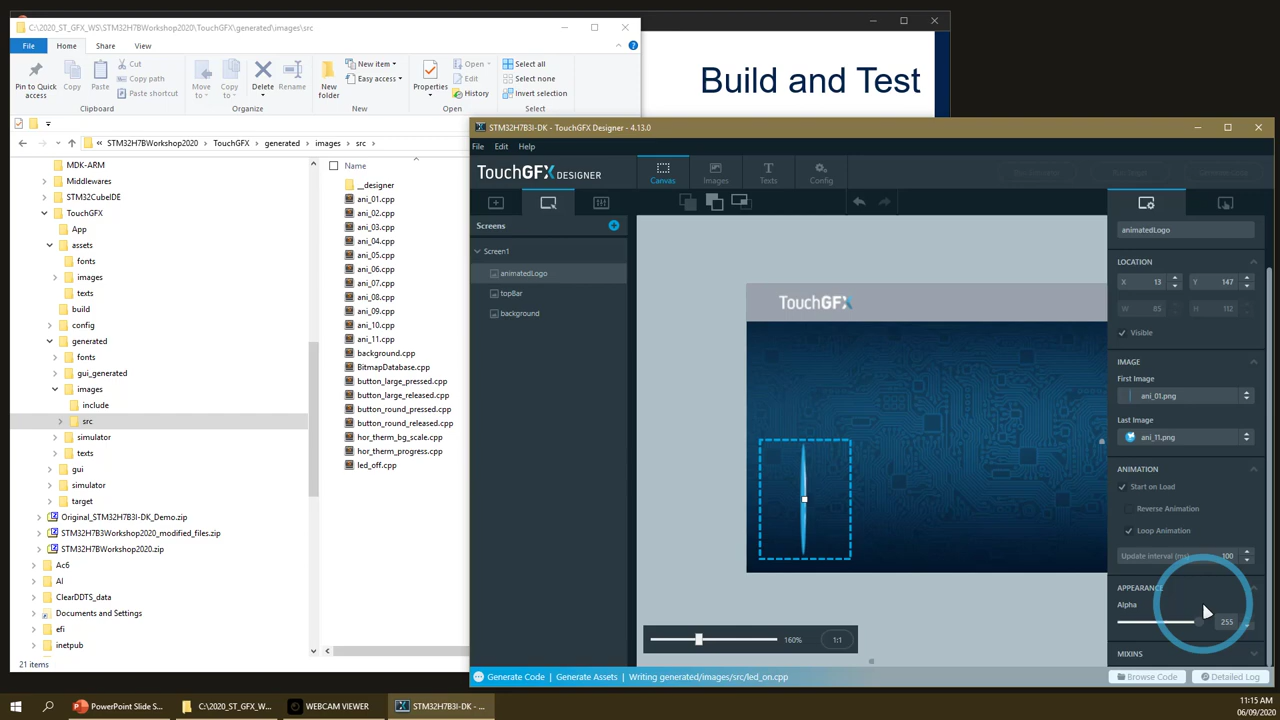 C:\2020_ST_GFX_WS\STM32H7BWorkshop2020\TouchGFX\generated\images\src
File Home Share View
Pin to Quick access
Copy
Paste
Cut
Copy path
Paste shortcut
Clipboard
Move to
Copy to
Delete
Rename
Organize
New folder
New item
Easy access
New
Properties
Open
Edit
History
Open
Select all
Select none
Invert selection
Select
« STM32H7BWorkshop2020 > TouchGFX > generated > images > src >
MDK-ARM
Middlewares
STM32CubeIDE
TouchGFX
App
assets
fonts
images
texts
build
config
generated
fonts
gui_generated
images
include
src
simulator
texts
gui
simulator
target
Original_STM32H7B3I-DK_Demo.zip
STM32H7B3Workshop2020_modified_files.zip
STM32H7BWorkshop2020.zip
Ac6
AI
ClearDDTS_data
Documents and Settings
efi
inetpub
Name
__designer
ani_01.cpp
ani_02.cpp
ani_03.cpp
ani_04.cpp
ani_05.cpp
ani_06.cpp
ani_07.cpp
ani_08.cpp
ani_09.cpp
ani_10.cpp
ani_11.cpp
background.cpp
BitmapDatabase.cpp
button_large_pressed.cpp
button_large_released.cpp
button_round_pressed.cpp
button_round_released.cpp
hor_therm_bg_scale.cpp
hor_therm_progress.cpp
led_off.cpp
21 items
Build and Test
STM32H7B3I-DK - TouchGFX Designer - 4.13.0
File Edit Help
TouchGFX DESIGNER
Canvas
Images
Texts
Config
Screens
Screen1
animatedLogo
topBar
background
TouchGFX
160%
1:1
animatedLogo
LOCATION
X 13 Y 147
W 85 H 112
Visible
IMAGE
First Image
ani_01.png
Last Image
ani_11.png
ANIMATION
Start on Load
Reverse Animation
Loop Animation
Update interval (ms) 100
APPEARANCE
Alpha
255
MIXINS
Generate Code | Generate Assets | Writing generated/images/src/led_on.cpp
Browse Code
Detailed Log
PowerPoint Slide S...
C:\2020_ST_GFX_W...
WEBCAM VIEWER
STM32H7B3I-DK - ...
11:15 AM
06/09/2020